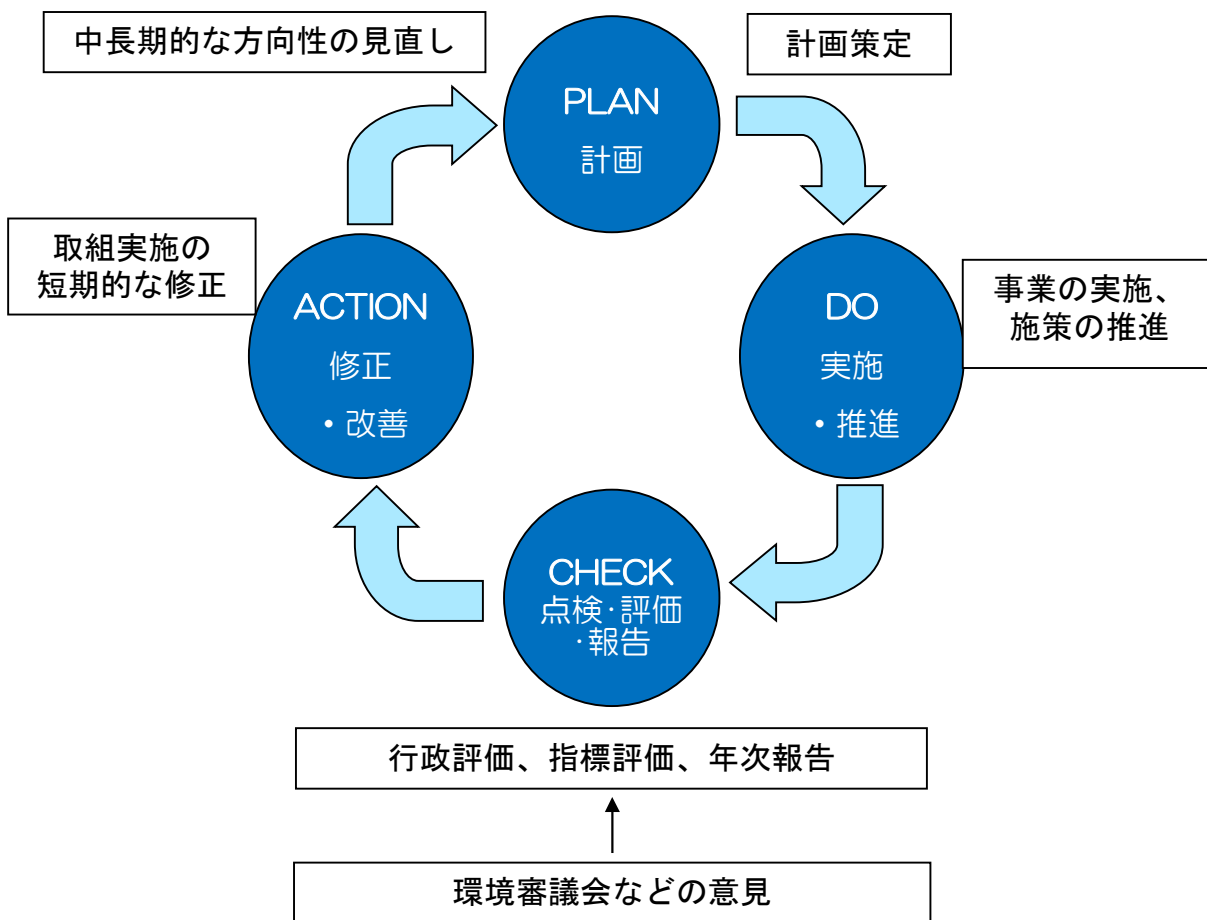 中長期的な方向性の見直し
計画策定
PLAN
計画
取組実施の
短期的な修正
ACTION
修正
・改善
DO
実施
・推進
事業の実施、
施策の推進
CHECK
点検・評価
・報告
行政評価、指標評価、年次報告
環境審議会などの意見